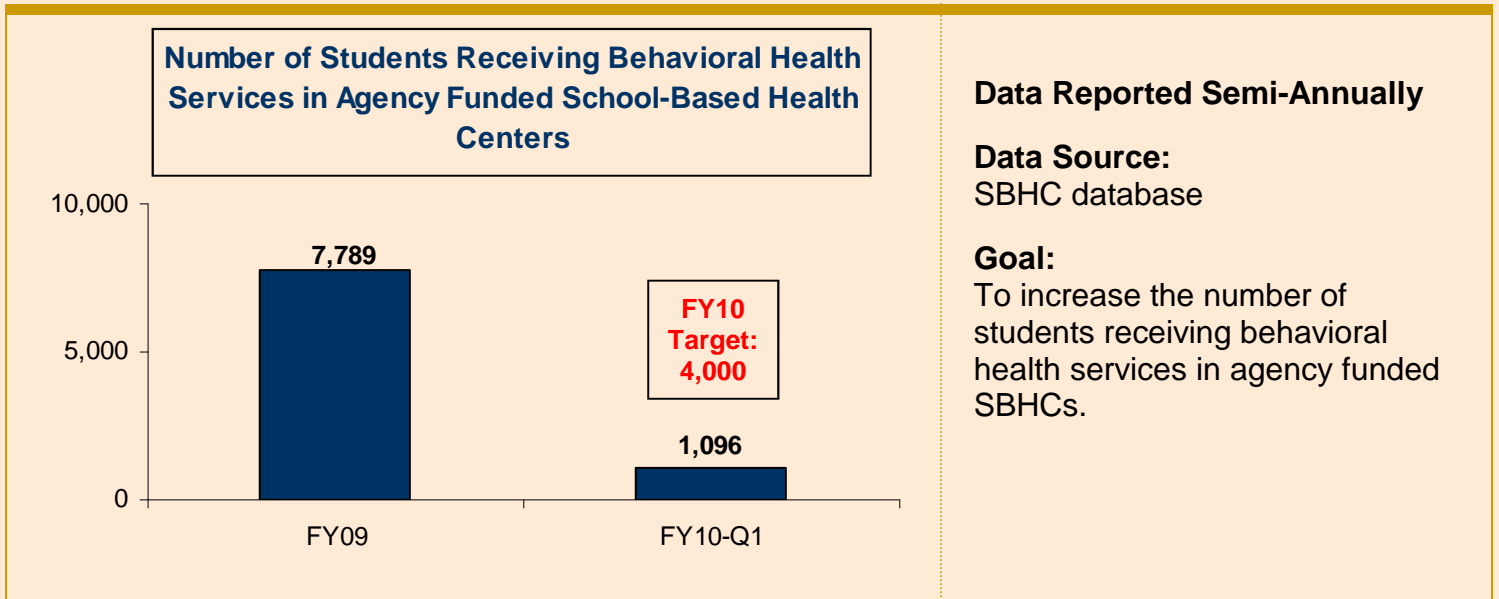 Number of Students Receiving Behavioral Health
Services in Agency Funded School-Based Health
Centers
10,000
5,000
0
7,789
FY10
Target:
4,000
1,096
FY09
FY10-Q1
Data Reported Semi-Annually
Data Source:
SBHC database
Goal:
To increase the number of
students receiving behavioral
health services in agency funded
SBHCs.